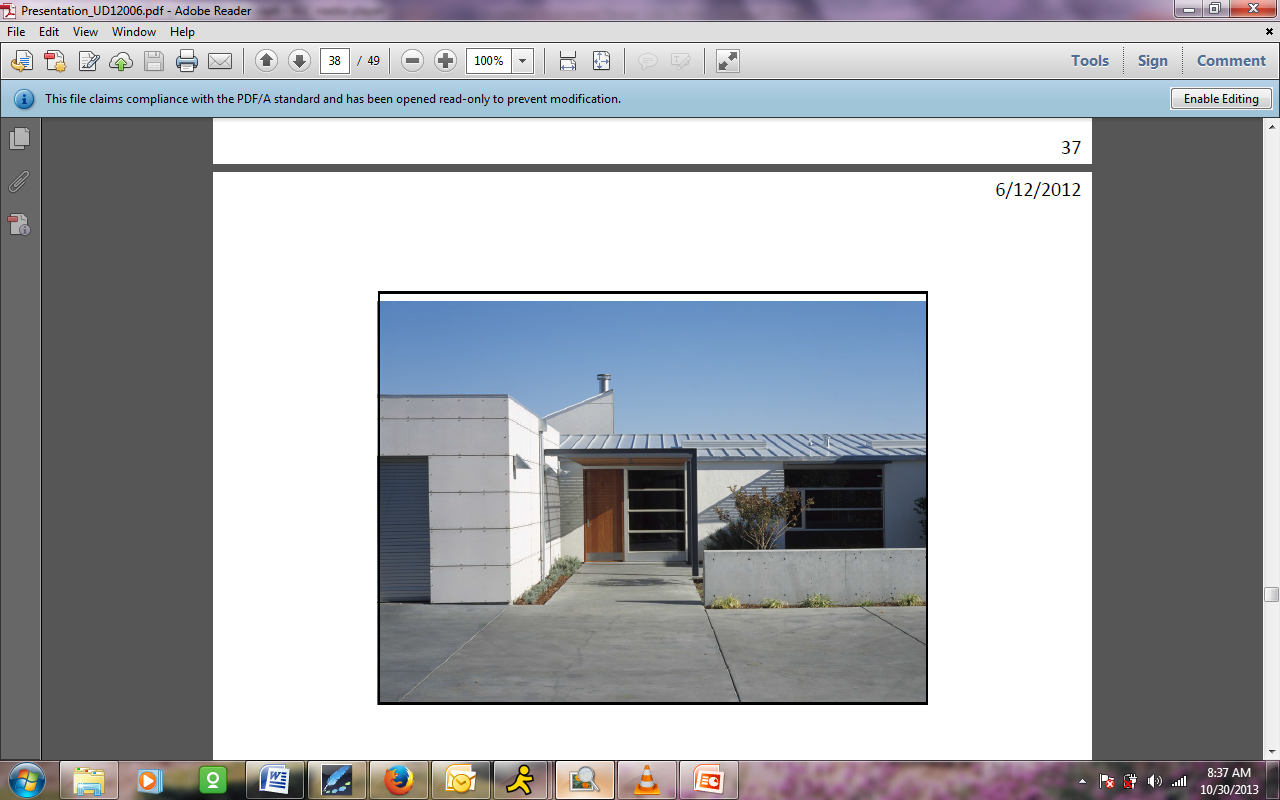 Presentation_UD12006.pdf - Adobe Reader
File Edit View Window Help
38 / 49 100% Tools Sign Comment
This file claims compliance with the PDF/A standard and has been opened read-only to prevent modification. Enable Editing
37
6/12/2012
8:37 AM
10/30/2013